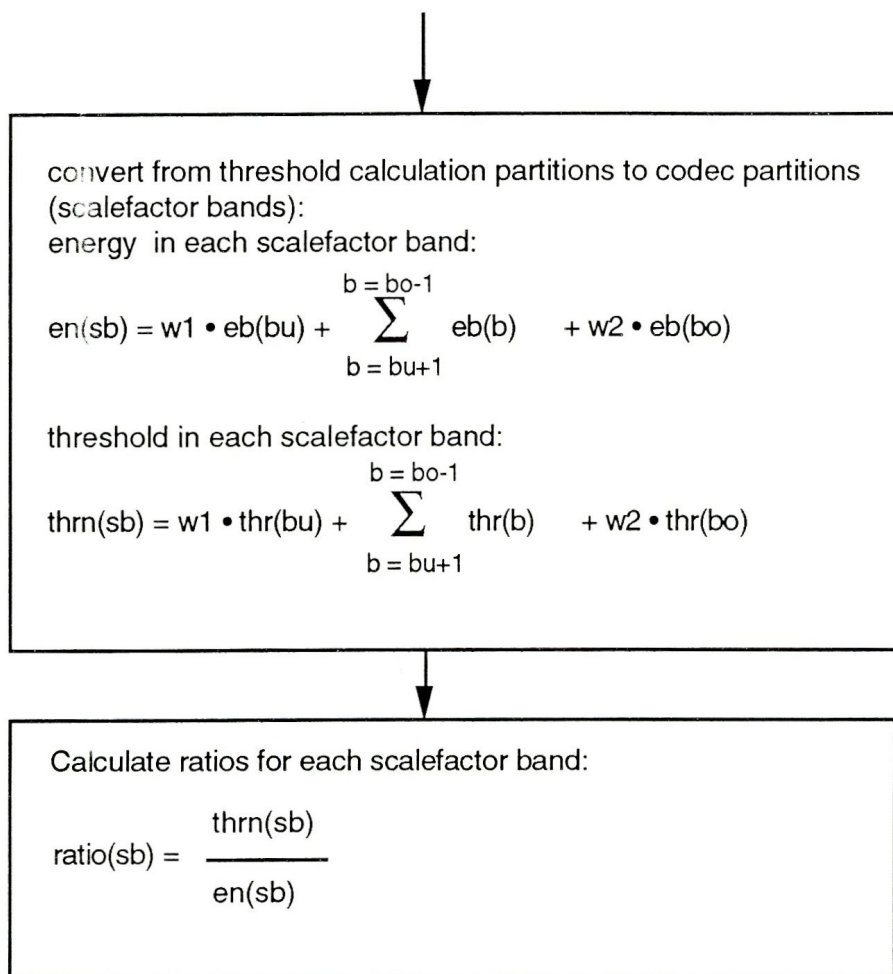 convert from threshold calculation partitions to codec partitions
(scalefactor bands):
energy in each scalefactor band:
b = bo-1
en(sb) = w1 • eb(bu) + ∑ eb(b) + w2 • eb(bo)
b = bu+1
threshold in each scalefactor band:
b = bo-1
thrn(sb) = w1 • thr(bu) + ∑ thr(b) + w2 • thr(bo)
b = bu+1
Calculate ratios for each scalefactor band:
thrn(sb)
ratio(sb) =
en(sb)